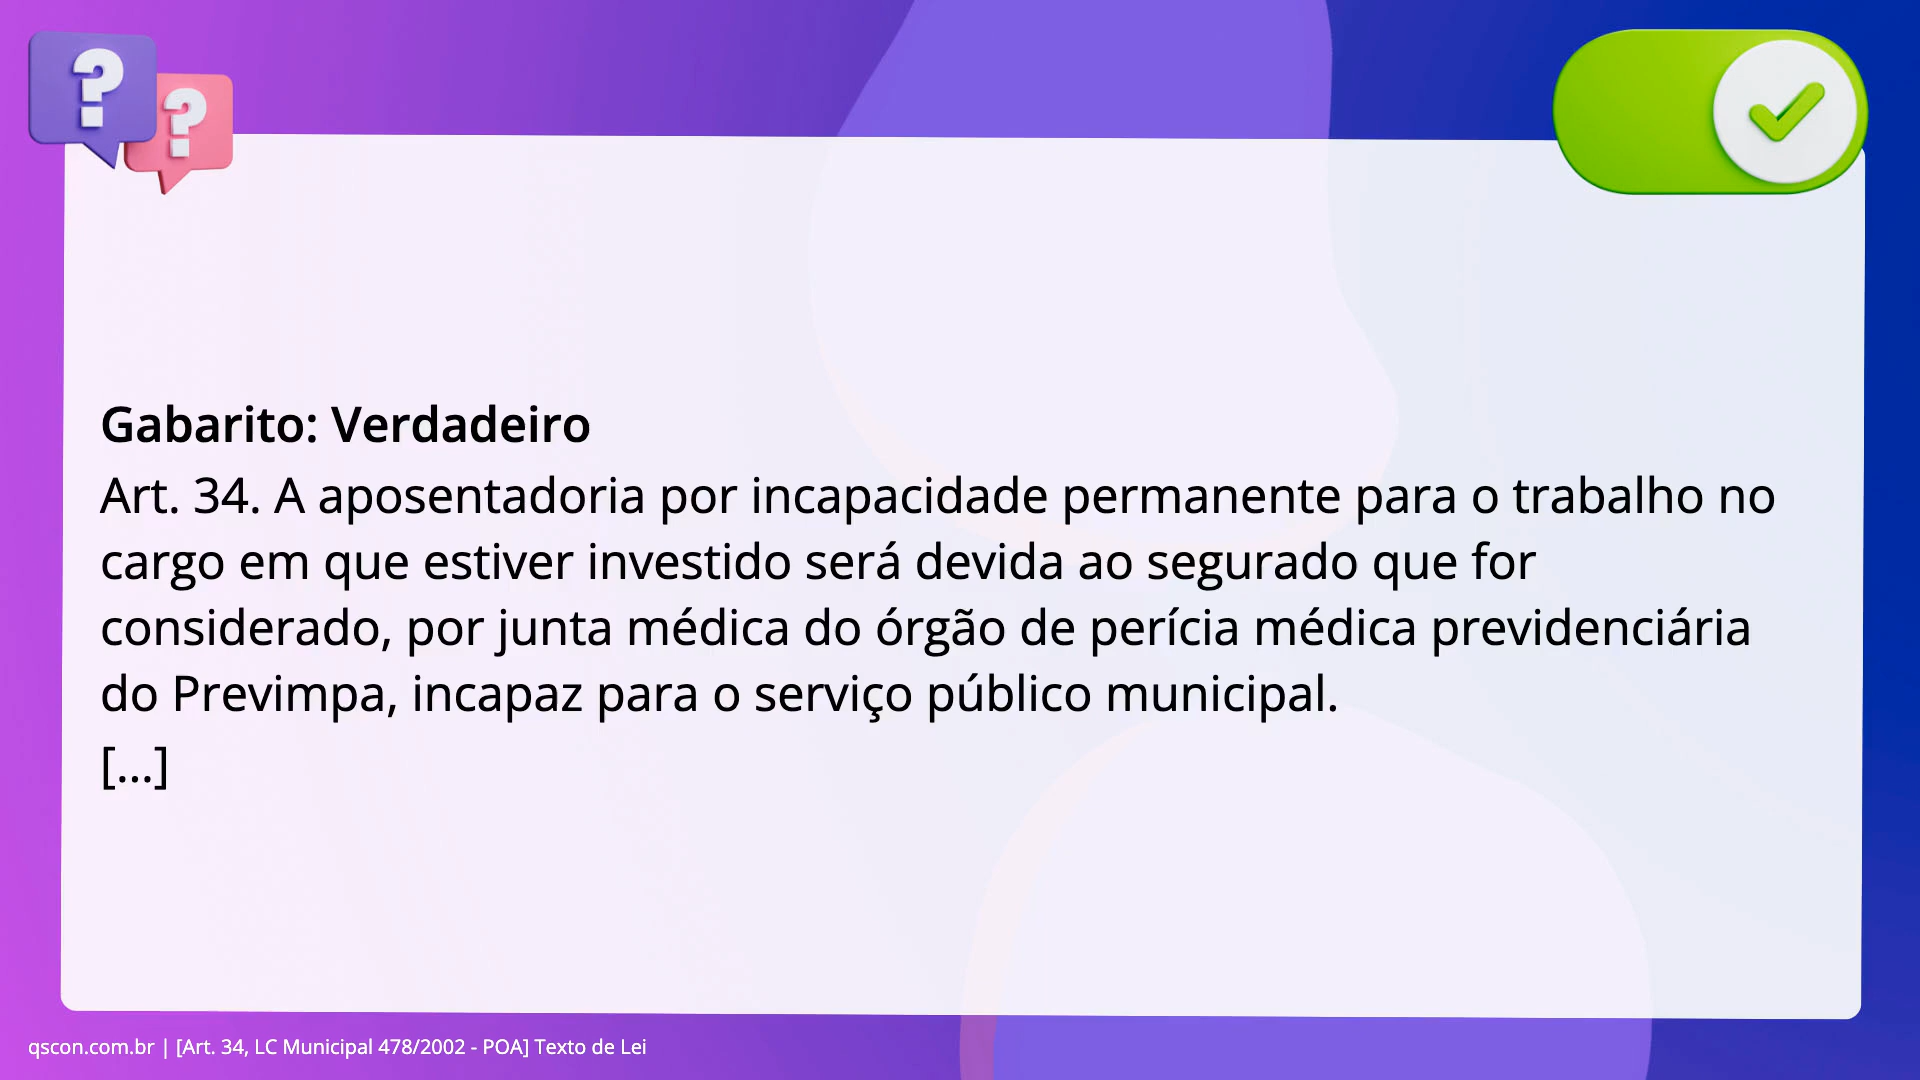 ?
?
Gabarito: Verdadeiro
Art. 34. A aposentadoria por incapacidade permanente para o trabalho no
cargo em que estiver investido será devida ao segurado que for
considerado, por junta médica do órgão de perícia médica previdenciária
do Previmpa, incapaz para o serviço público municipal.
[...]
qscon.com.br | [Art. 34, LC Municipal 478/2002 - POA] Texto de Lei